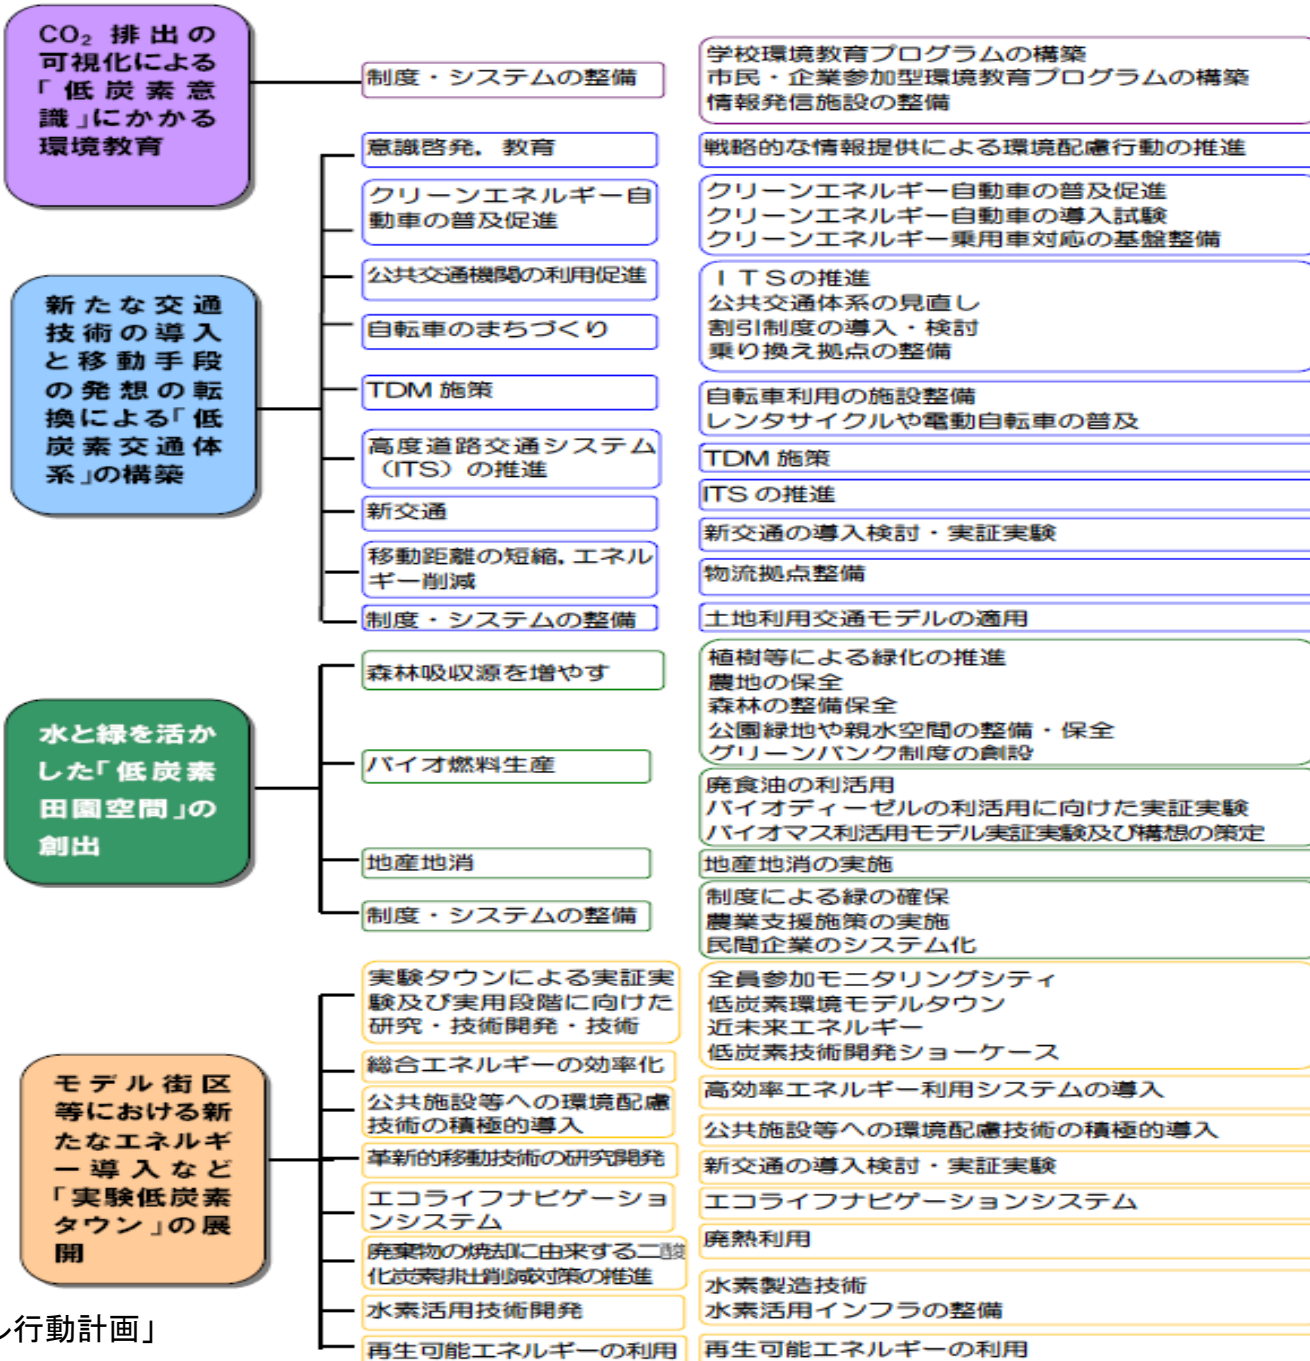 CO₂ 排出の
可視化による
「低炭素意
識」にかかる
環境教育
制度・システムの整備
学校環境教育プログラムの構築
市民・企業参加型環境教育プログラムの構築
情報発信施設の整備
新たな交通
技術の導入
と移動手段
の発想の転
換による「低
炭素交通体
系」の構築
意識啓発，教育
クリーンエネルギー自
動車の普及促進
公共交通機関の利用促進
自転車のまちづくり
TDM 施策
高度道路交通システム
（ITS）の推進
新交通
移動距離の短縮，エネル
ギー削減
制度・システムの整備
戦略的な情報提供による環境配慮行動の推進
クリーンエネルギー自動車の普及促進
クリーンエネルギー自動車の導入試験
クリーンエネルギー乗用車対応の基盤整備
ＩＴＳの推進
公共交通体系の見直し
割引制度の導入・検討
乗り換え拠点の整備
自転車利用の施設整備
レンタサイクルや電動自転車の普及
TDM 施策
ITS の推進
新交通の導入検討・実証実験
物流拠点整備
土地利用交通モデルの適用
水と緑を活か
した「低炭素
田園空間」の
創出
森林吸収源を増やす
バイオ燃料生産
地産地消
制度・システムの整備
植樹等による緑化の推進
農地の保全
森林の整備保全
公園緑地や親水空間の整備・保全
グリーンバンク制度の創設
廃食油の利活用
バイオディーゼルの利活用に向けた実証実験
バイオマス利活用モデル実証実験及び構想の策定
地産地消の実施
制度による緑の確保
農業支援施策の実施
民間企業のシステム化
モデル街区
等における新
たなエネルギ
ー導入など
「実験低炭素
タウン」の展
開
実験タウンによる実証実
験及び実用段階に向けた
研究・技術開発・技術
総合エネルギーの効率化
公共施設等への環境配慮
技術の積極的導入
革新的移動技術の研究開発
エコライフナビゲーショ
ンシステム
廃棄物の焼却に由来する二酸
化炭素排出削減対策の推進
水素活用技術開発
再生可能エネルギーの利用
全員参加モニタリングシティ
低炭素環境モデルタウン
近未来エネルギー
低炭素技術開発ショーケース
高効率エネルギー利用システムの導入
公共施設等への環境配慮技術の積極的導入
新交通の導入検討・実証実験
エコライフナビゲーションシステム
廃熱利用
水素製造技術
水素活用インフラの整備
再生可能エネルギーの利用
ル行動計画」